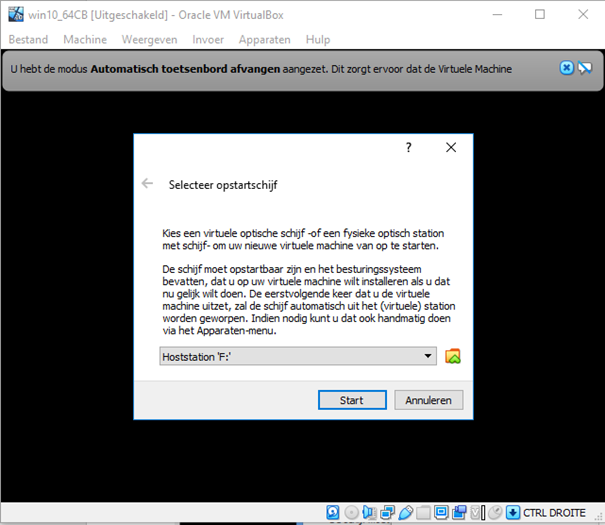 win10_64CB [Uitgeschakeld] - Oracle VM VirtualBox
Bestand Machine Weergeven Invoer Apparaten Hulp
U hebt de modus Automatisch toetsenbord afvangen aangezet. Dit zorgt ervoor dat de Virtuele Machine
?
Selecteer opstartschijf
Kies een virtuele optische schijf -of een fysieke optisch station
met schijf- om uw nieuwe virtuele machine van op te starten.
De schijf moet opstartbaar zijn en het besturingssysteem
bevatten, dat u op uw virtuele machine wilt installeren als u dat
nu gelijk wilt doen. De eerstvolgende keer dat u de virtuele
machine uitzet, zal de schijf automatisch uit het (virtuele) station
worden geworpen. Indien nodig kunt u dat ook handmatig doen
via het Apparaten-menu.
Hoststation 'F:'
Start Annuleren
CTRL DROITE